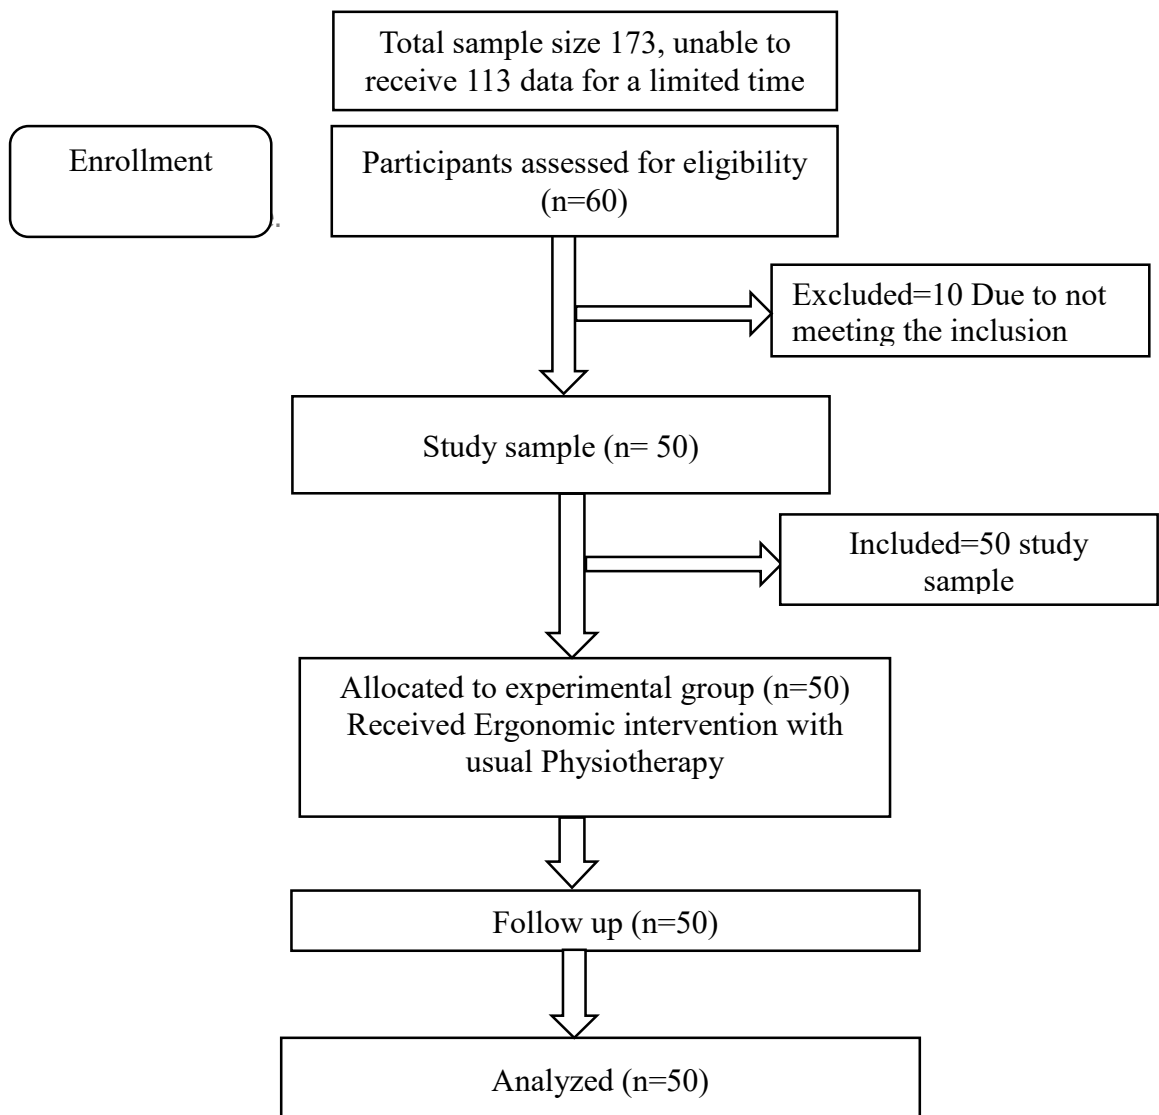 Total sample size 173, unable to
receive 113 data for a limited time
Enrollment
Participants assessed for eligibility
(n=60)
Excluded=10 Due to not
meeting the inclusion
Study sample (n= 50)
Included=50 study
sample
Allocated to experimental group (n=50)
Received Ergonomic intervention with
usual Physiotherapy
Follow up (n=50)
Analyzed (n=50)